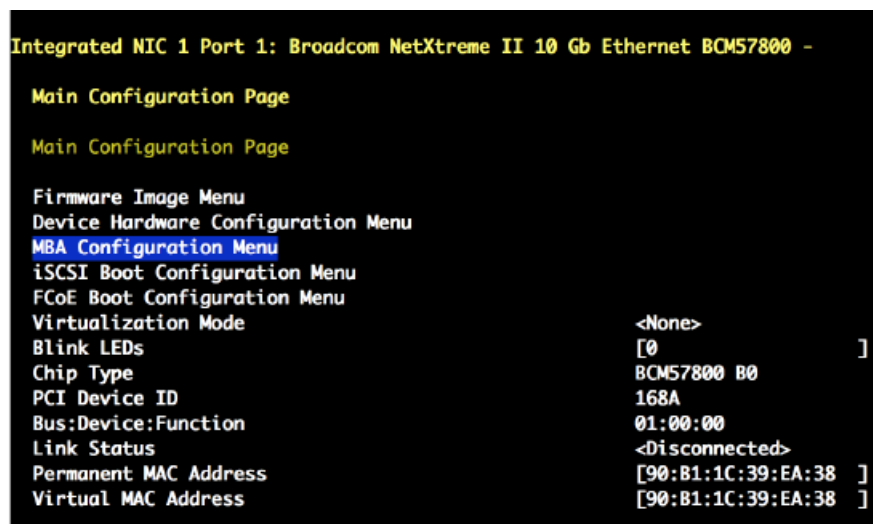 Integrated NIC 1 Port 1: Broadcom NetXtreme II 10 Gb Ethernet BCM57800 -
Main Configuration Page
Main Configuration Page
Firmware Image Menu
Device Hardware Configuration Menu
MBA Configuration Menu
iSCSI Boot Configuration Menu
FCoE Boot Configuration Menu
Virtualization Mode <None>
Blink LEDs [0 ]
Chip Type BCM57800 B0
PCI Device ID 168A
Bus:Device:Function 01:00:00
Link Status <Disconnected>
Permanent MAC Address [90:B1:1C:39:EA:38 ]
Virtual MAC Address [90:B1:1C:39:EA:38 ]